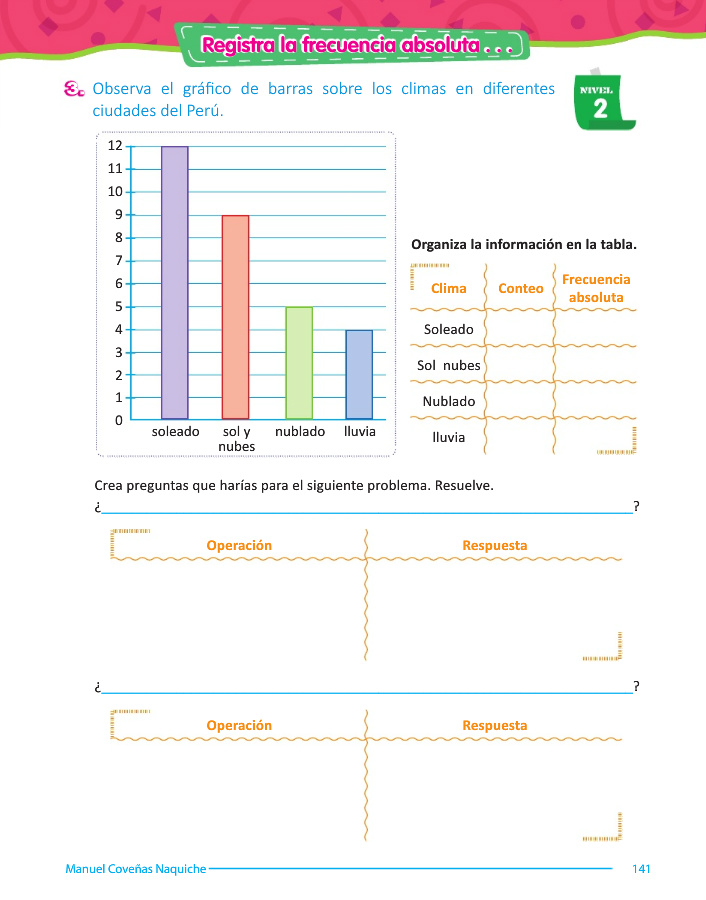 Registra la frecuencia absoluta . . .
3. Observa el gráfico de barras sobre los climas en diferentes
ciudades del Perú.
NIVEL
2
12
11
10
9
8
7
6
5
4
3
2
1
0
soleado sol y nublado lluvia
nubes
Organiza la información en la tabla.
Clima Conteo Frecuencia
absoluta
Soleado
Sol nubes
Nublado
lluvia
Crea preguntas que harías para el siguiente problema. Resuelve.
¿ ?
Operación Respuesta
¿ ?
Operación Respuesta
Manuel Coveñas Naquiche 141